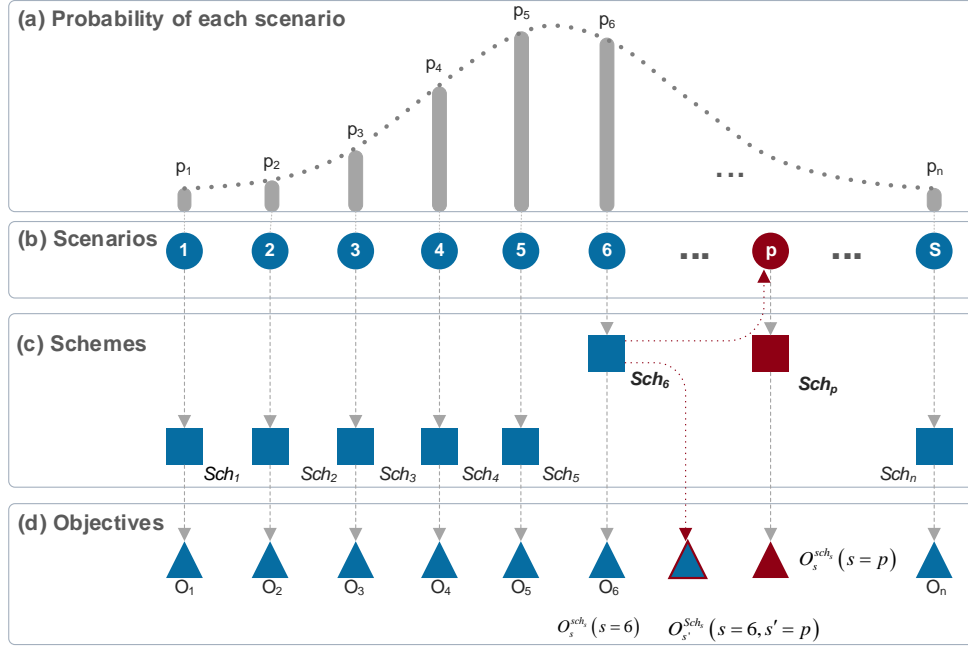 (a) Probability of each scenario
p₁ p₂ p₃ p₄ p₅ p₆ ... pₙ
(b) Scenarios 1 2 3 4 5 6 ... p ... S
(c) Schemes
Sch₆ Schₚ
Sch₁ Sch₂ Sch₃ Sch₄ Sch₅ Schₙ
(d) Objectives
O₁ O₂ O₃ O₄ O₅ O₆ Oₙ
O_s^{sch_s}(s = p)
O_s^{sch_s}(s = 6) O_{s'}^{Sch_s}(s = 6, s′ = p)